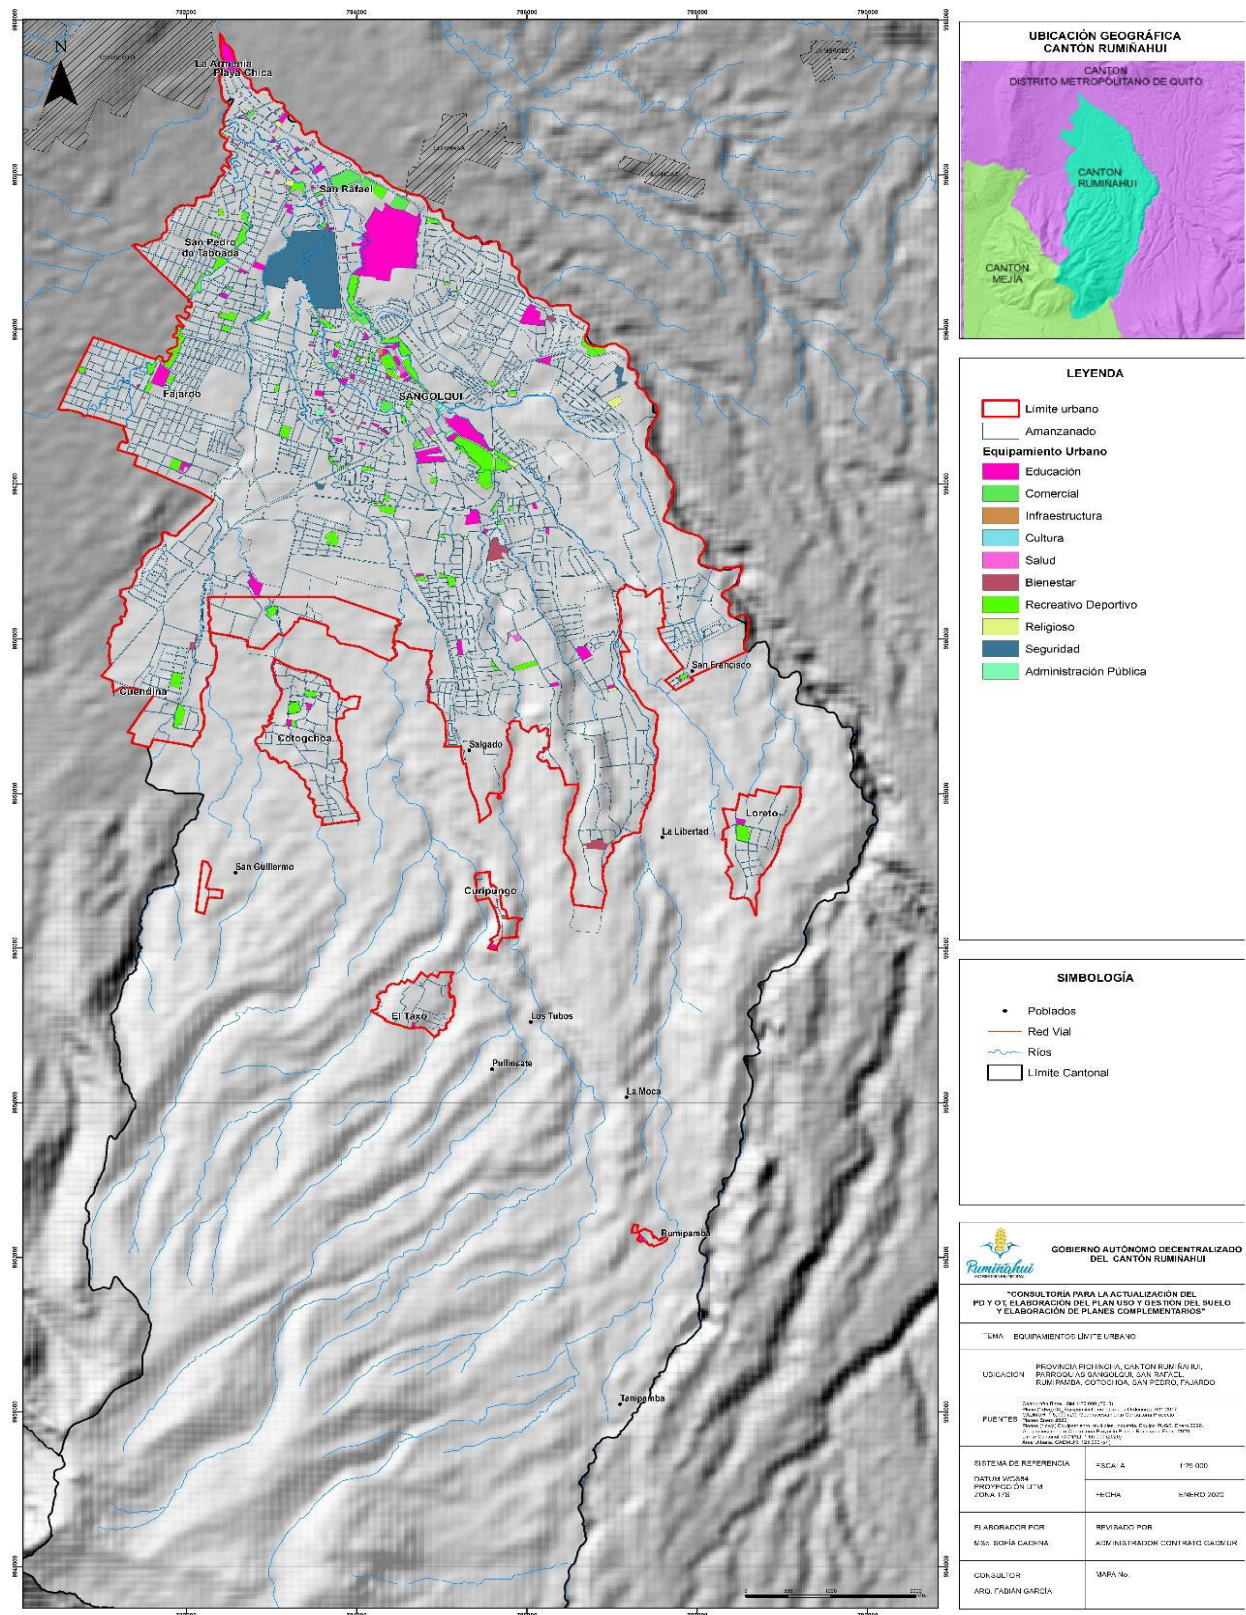 N
La Armenia
Playa Chica
San Rafael
San Pedro
de Taboada
Fajardo
SANGOLQUI
San Francisco
Cuendina
Cotogchoa
Salgado
La Libertad
Loreto
San Guillermo
Curipungo
El Taxo
Los Tubos
Pullincate
La Moca
Rumipamba
Tanipamba
UBICACIÓN GEOGRÁFICA
CANTÓN RUMIÑAHUI
CANTON
DISTRITO METROPOLITANO DE QUITO
CANTON
RUMIÑAHUI
CANTON
MEJÍA
LEYENDA
Límite urbano
Amanzanado
Equipamiento Urbano
Educación
Comercial
Infraestructura
Cultura
Salud
Bienestar
Recreativo Deportivo
Religioso
Seguridad
Administración Pública
SIMBOLOGÍA
Poblados
Red Vial
Ríos
Límite Cantonal
Rumiñahui
GOBIERNO AUTÓNOMO DECENTRALIZADO
DEL CANTÓN RUMIÑAHUI
"CONSULTORÍA PARA LA ACTUALIZACIÓN DEL
PD Y OT, ELABORACIÓN DEL PLAN USO Y GESTIÓN DEL SUELO
Y ELABORACIÓN DE PLANES COMPLEMENTARIOS"
TEMA EQUIPAMIENTOS LÍMITE URBANO
UBICACIÓN PROVINCIA PICHINCHA, CANTON RUMIÑAHUI,
PARROQUIAS SANGOLQUI, SAN RAFAEL,
RUMIPAMBA, COTOCHOA, SAN PEDRO, FAJARDO
FUENTES
SISTEMA DE REFERENCIA
DATUM WGS84
PROYECCIÓN UTM
ZONA 17S
ESCALA 1:25 000
FECHA ENERO 2020
ELABORADOR POR
MSc. SOFÍA CADENA
REVISADO POR
ADMINISTRADOR CONTRATO GADMUR
CONSULTOR
ARQ. FABIÁN GARCÍA
MAPA No.